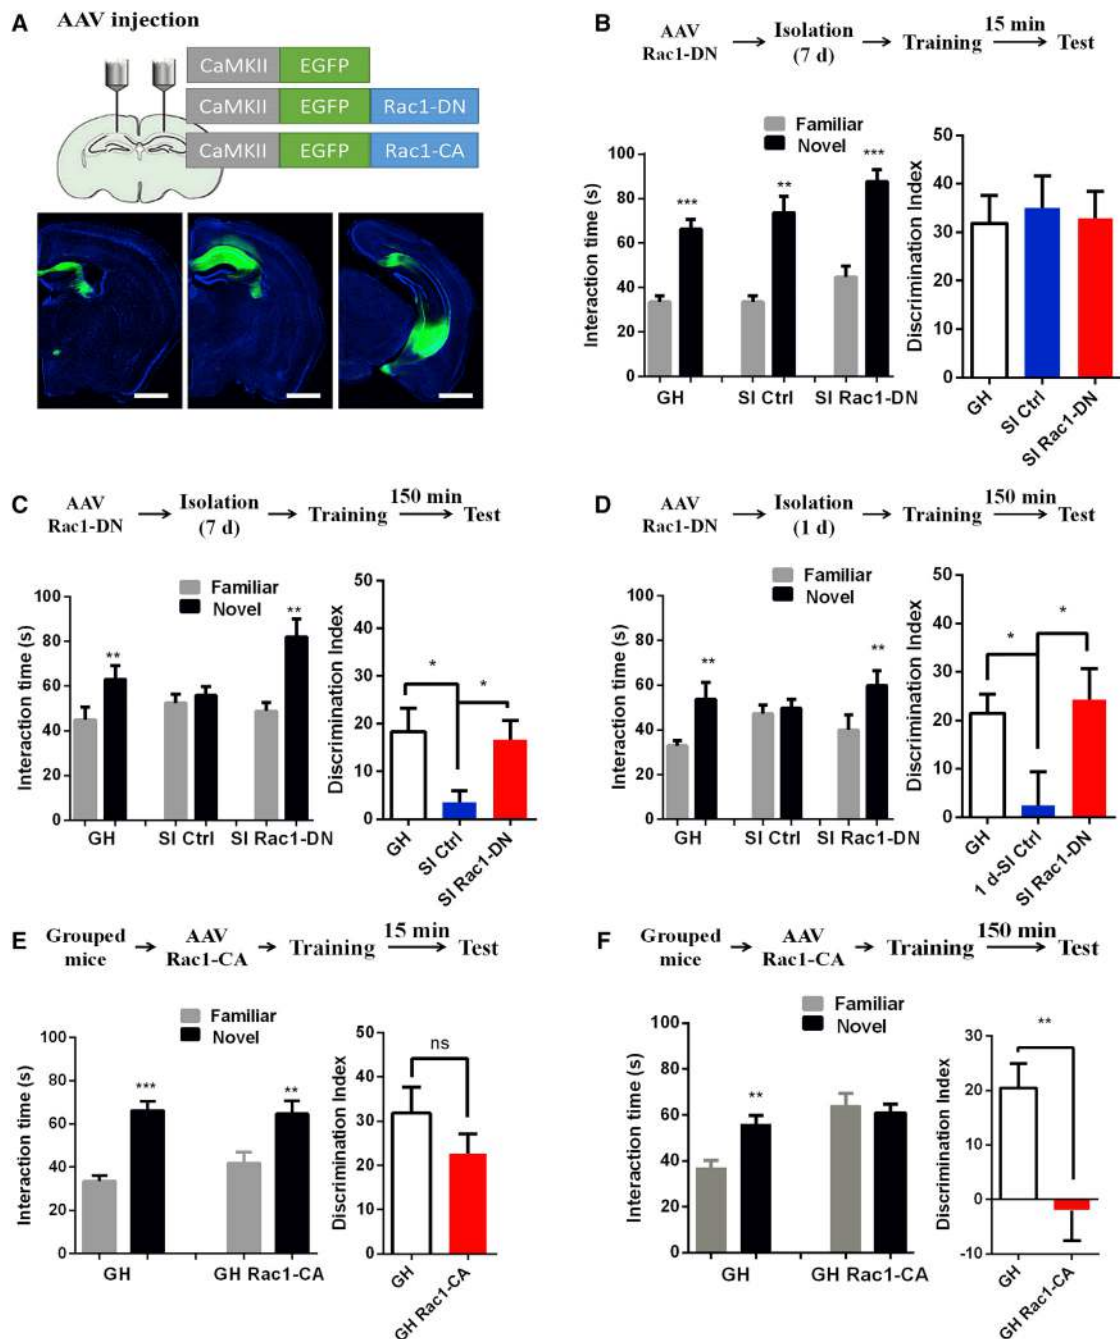 A AAV injection
CaMKII EGFP
CaMKII EGFP Rac1-DN
CaMKII EGFP Rac1-CA
B AAV Rac1-DN → Isolation (7 d) → Training 15 min → Test
Familiar
Novel
Interaction time (s)
100
80
60
40
20
0
*** ** ***
GH SI Ctrl SI Rac1-DN
Discrimination Index
50
40
30
20
10
0
GH
SI Ctrl
SI Rac1-DN
C AAV Rac1-DN → Isolation (7 d) → Training 150 min → Test
Familiar
Novel
Interaction time (s)
100
80
60
40
20
0
** **
GH SI Ctrl SI Rac1-DN
Discrimination Index
50
40
30
20
10
0
* *
GH
SI Ctrl
SI Rac1-DN
D AAV Rac1-DN → Isolation (1 d) → Training 150 min → Test
Familiar
Novel
Interaction time (s)
100
80
60
40
20
0
** **
GH SI Ctrl SI Rac1-DN
Discrimination Index
50
40
30
20
10
0
* *
GH
1 d-SI Ctrl
SI Rac1-DN
E Grouped mice → AAV Rac1-CA → Training 15 min → Test
Familiar
Novel
Interaction time (s)
100
80
60
40
20
0
*** **
GH GH Rac1-CA
Discrimination Index
50
40
30
20
10
0
ns
GH
GH Rac1-CA
F Grouped mice → AAV Rac1-CA → Training 150 min → Test
Familiar
Novel
Interaction time (s)
100
80
60
40
20
0
**
GH GH Rac1-CA
Discrimination Index
30
20
10
0
-10
**
GH
GH Rac1-CA